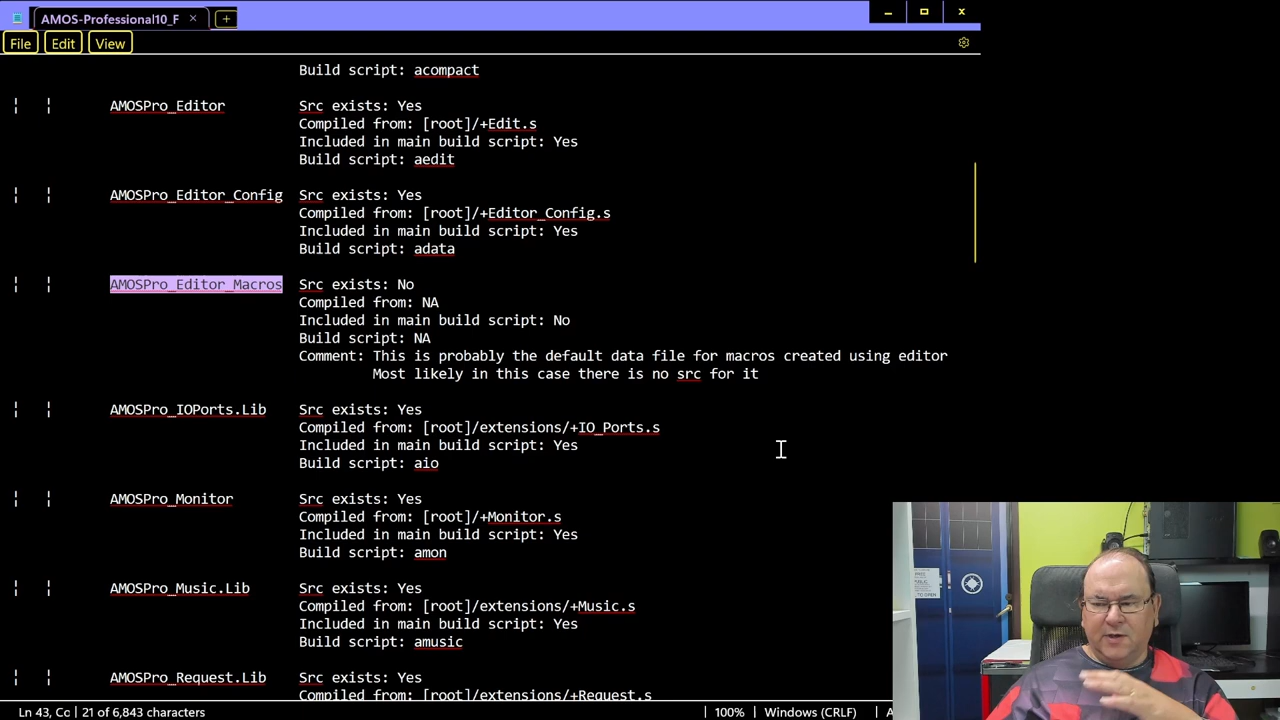 AMOS-Professional10_F
File Edit View
Build script: acompact
¦ ¦ AMOSPro_Editor Src exists: Yes
Compiled from: [root]/+Edit.s
Included in main build script: Yes
Build script: aedit
¦ ¦ AMOSPro_Editor_Config Src exists: Yes
Compiled from: [root]/+Editor_Config.s
Included in main build script: Yes
Build script: adata
¦ ¦ AMOSPro_Editor_Macros Src exists: No
Compiled from: NA
Included in main build script: No
Build script: NA
Comment: This is probably the default data file for macros created using editor
Most likely in this case there is no src for it
¦ ¦ AMOSPro_IOPorts.Lib Src exists: Yes
Compiled from: [root]/extensions/+IO_Ports.s
Included in main build script: Yes
Build script: aio
¦ ¦ AMOSPro_Monitor Src exists: Yes
Compiled from: [root]/+Monitor.s
Included in main build script: Yes
Build script: amon
¦ ¦ AMOSPro_Music.Lib Src exists: Yes
Compiled from: [root]/extensions/+Music.s
Included in main build script: Yes
Build script: amusic
AMOSPro_Request.Lib Src exists: Yes
Compiled from: [root]/extensions/+Request.s
Ln 43, Cc 21 of 6,843 characters 100% Windows (CRLF)